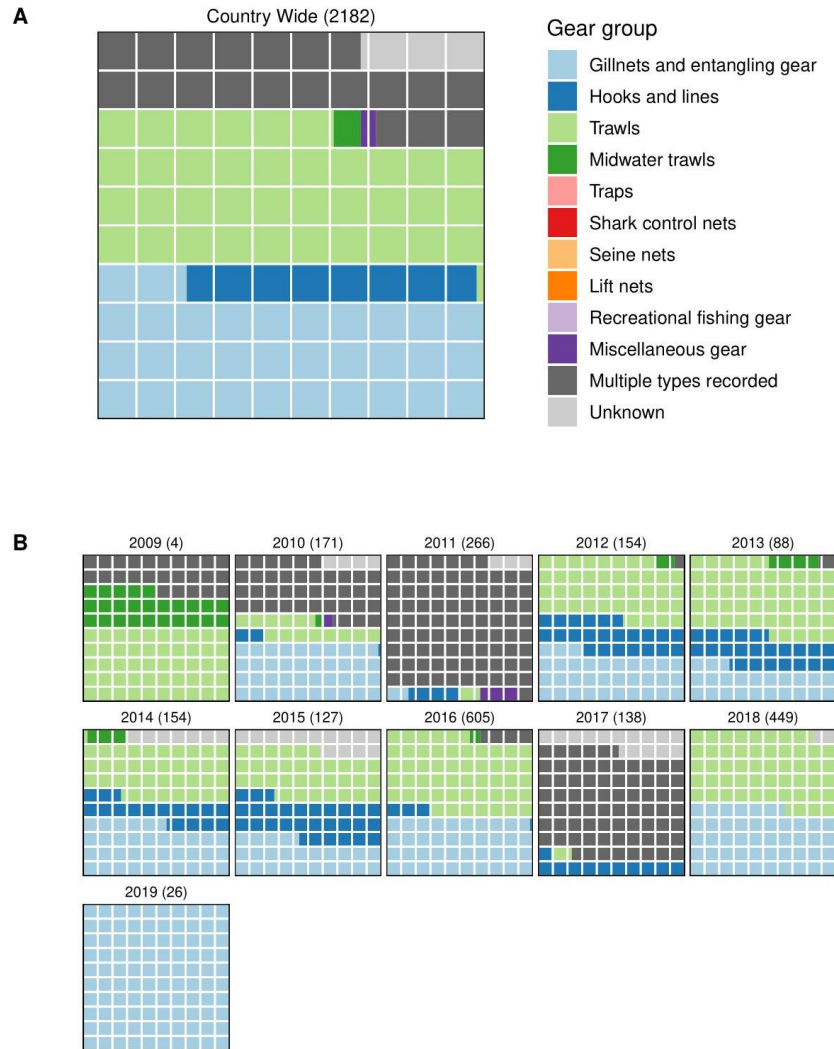 A
Country Wide (2182)
Gear group
Gillnets and entangling gear
Hooks and lines
Trawls
Midwater trawls
Traps
Shark control nets
Seine nets
Lift nets
Recreational fishing gear
Miscellaneous gear
Multiple types recorded
Unknown
B
2009 (4)
2010 (171)
2011 (266)
2012 (154)
2013 (88)
2014 (154)
2015 (127)
2016 (605)
2017 (138)
2018 (449)
2019 (26)